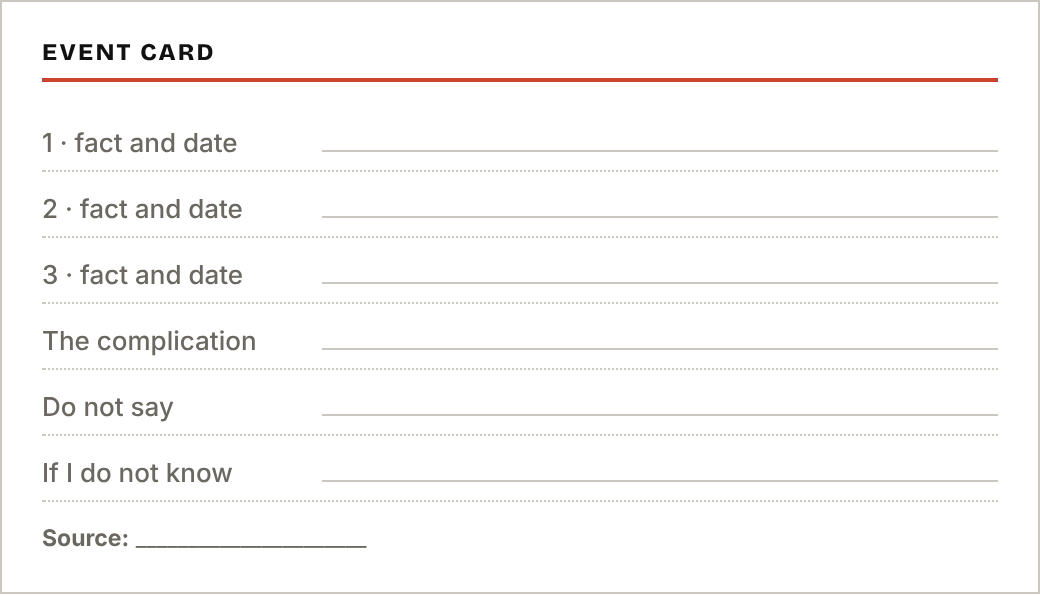 EVENT CARD
1 · fact and date
2 · fact and date
3 · fact and date
The complication
Do not say
If I do not know
Source: ______________________